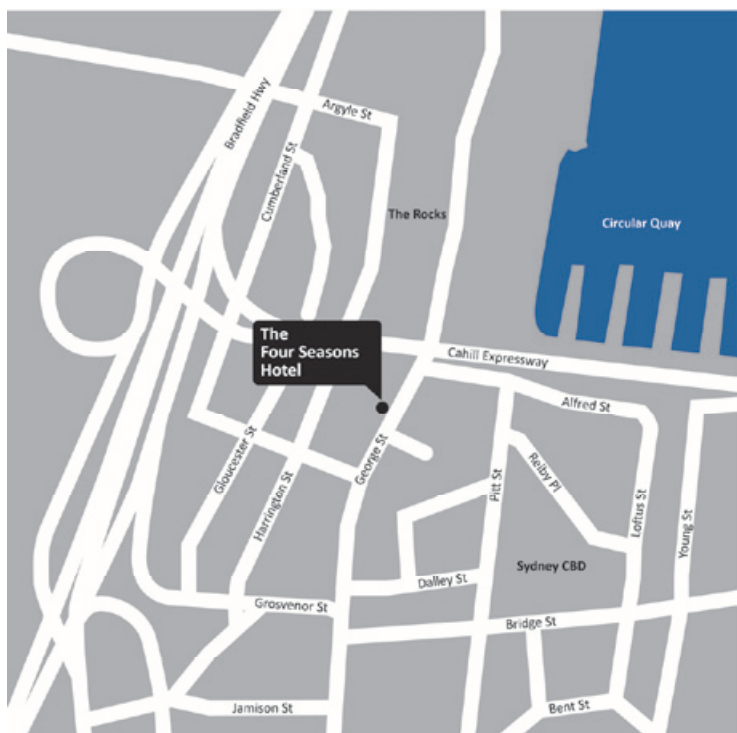 Bradfield Hwy
Argyle St
Cumberland St
The Rocks
Circular Quay
The
Four Seasons
Hotel
Cahill Expressway
Alfred St
Gloucester St
Harrington St
George St
Pitt St
Reiby Pl
Loftus St
Young St
Sydney CBD
Dalley St
Grosvenor St
Bridge St
Jamison St
Bent St